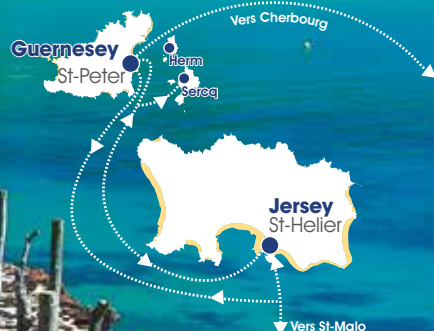 Vers Cherbourg
Guernesey
St-Peter
Herm
Sercq
Jersey
St-Helier
Vers St-Malo